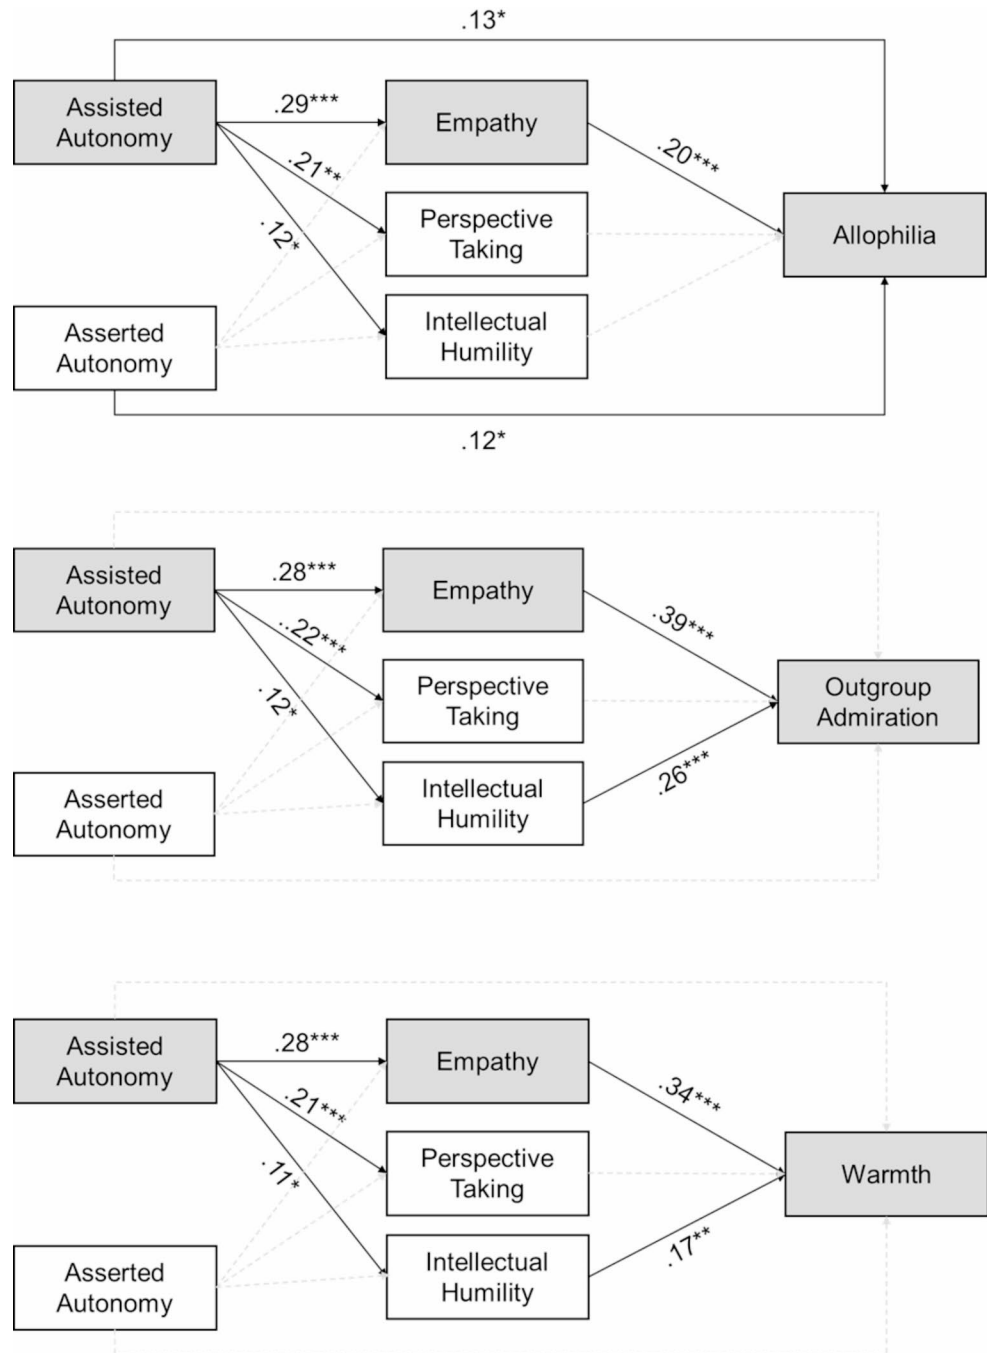 .13*
Assisted
Autonomy
.29***
Empathy
.20***
.21**
.12*
Perspective
Taking
Allophilia
Asserted
Autonomy
Intellectual
Humility
.12*
Assisted
Autonomy
.28***
Empathy
.39***
..22***
.12*
Perspective
Taking
Outgroup
Admiration
Asserted
Autonomy
Intellectual
Humility
.26***
Assisted
Autonomy
.28***
Empathy
.34***
.21***
.11*
Perspective
Taking
Warmth
Asserted
Autonomy
Intellectual
Humility
.17**